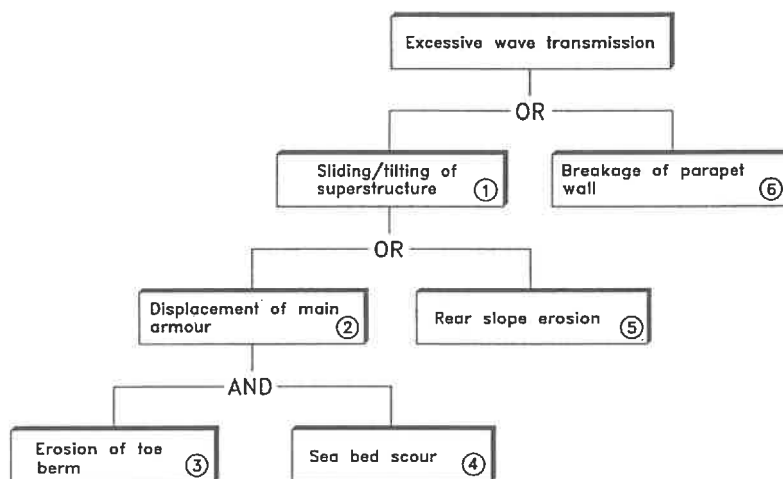 Excessive wave transmission
OR
Sliding/tilting of
superstructure
1
Breakage of parapet
wall
6
OR
Displacement of main
armour
2
Rear slope erosion
5
AND
Erosion of toe
berm
3
Sea bed scour
4